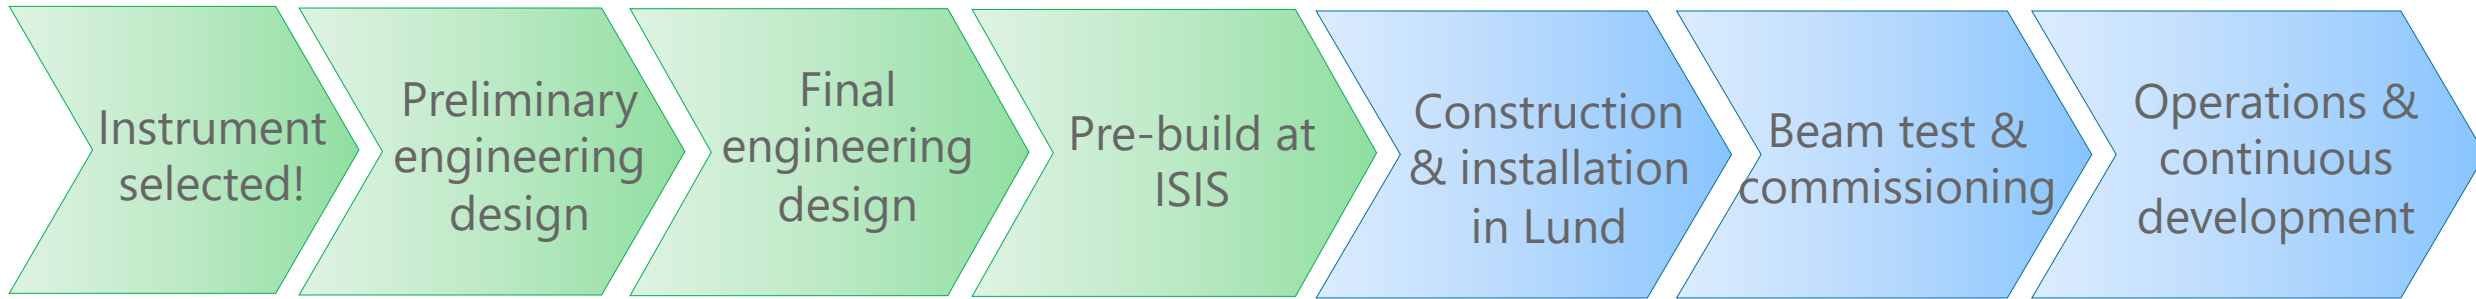 Instrument
selected!
Preliminary
engineering
design
Final
engineering
design
Pre-build at
ISIS
Construction
& installation
in Lund
Beam test &
commissioning
Operations &
continuous
development